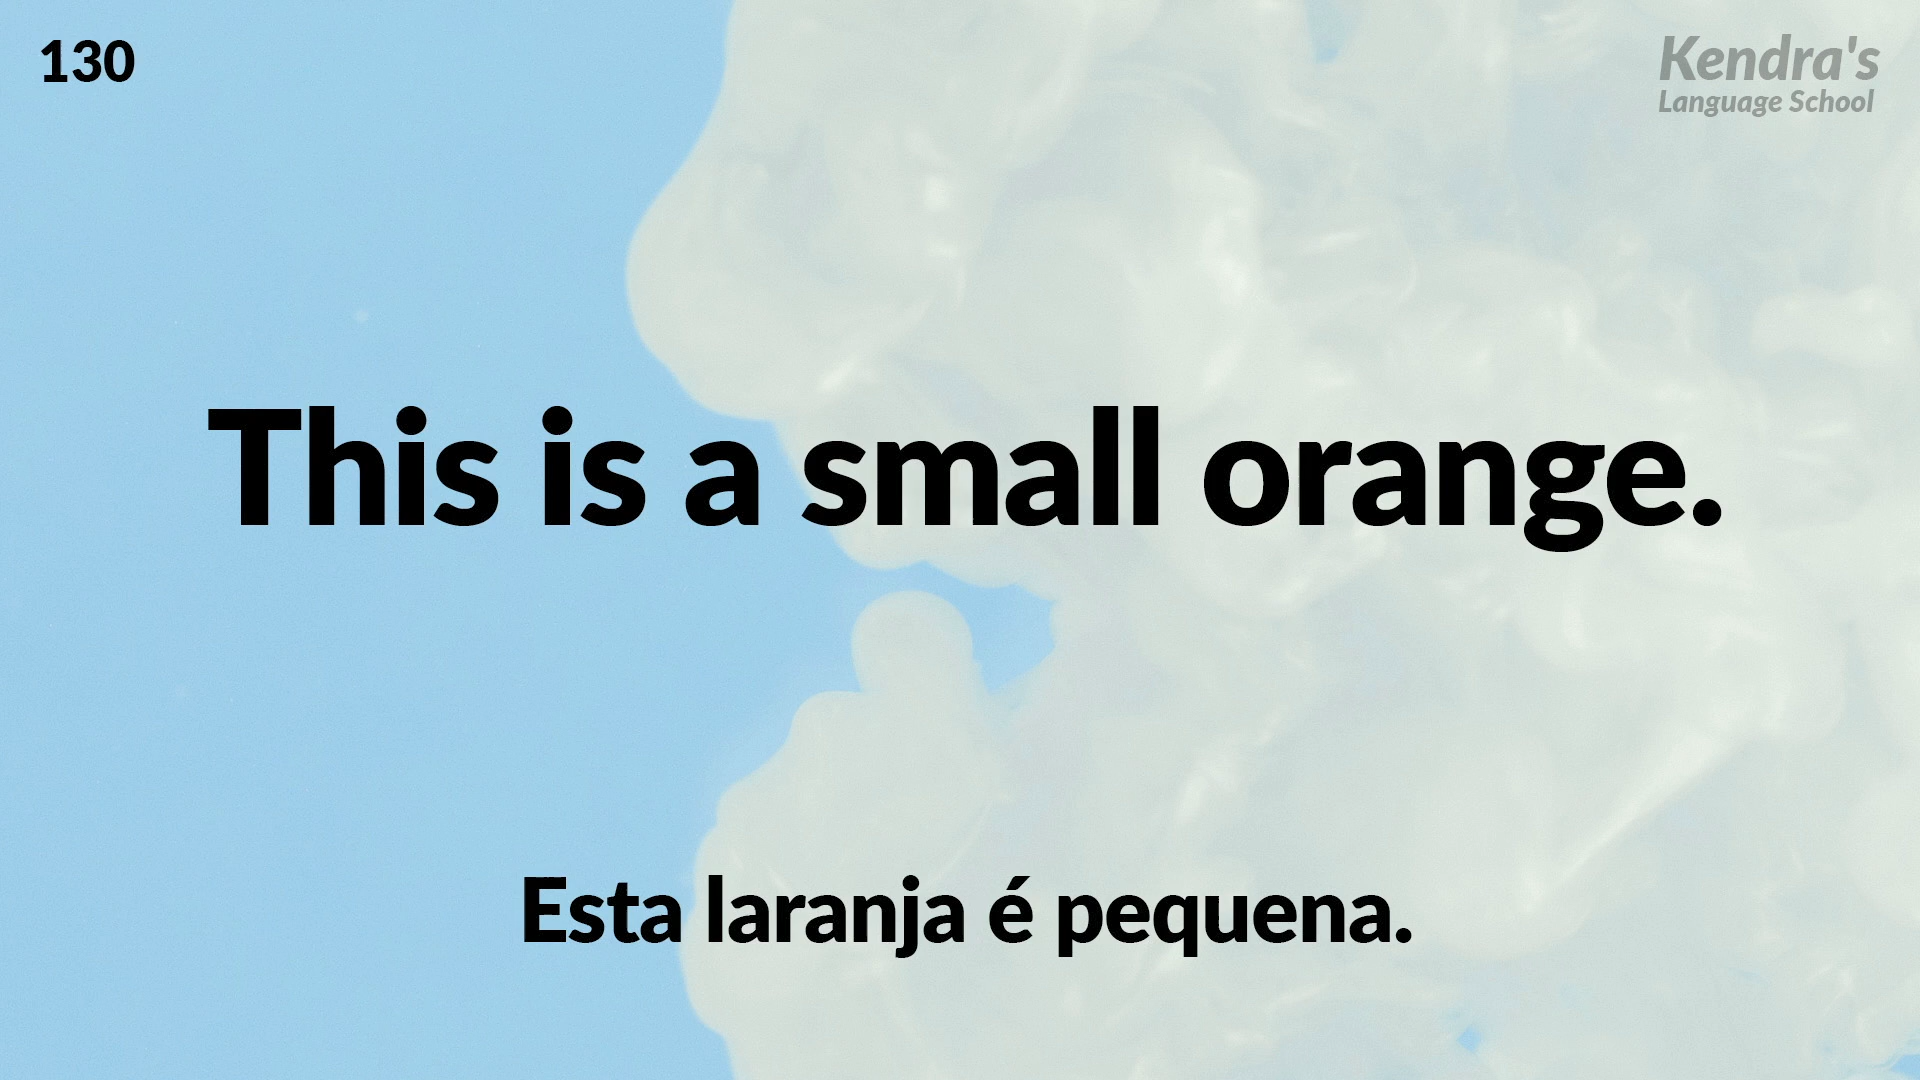 130
Kendra's
Language School
This is a small orange.
Esta laranja é pequena.